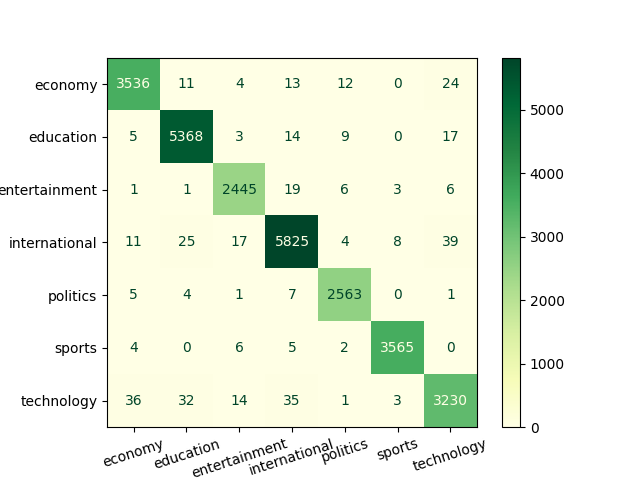 economy 3536 11 4 13 12 0 24
education 5 5368 3 14 9 0 17
entertainment 1 1 2445 19 6 3 6
international 11 25 17 5825 4 8 39
politics 5 4 1 7 2563 0 1
sports 4 0 6 5 2 3565 0
technology 36 32 14 35 1 3 3230
economy education entertainment international politics sports technology
5000
4000
3000
2000
1000
0